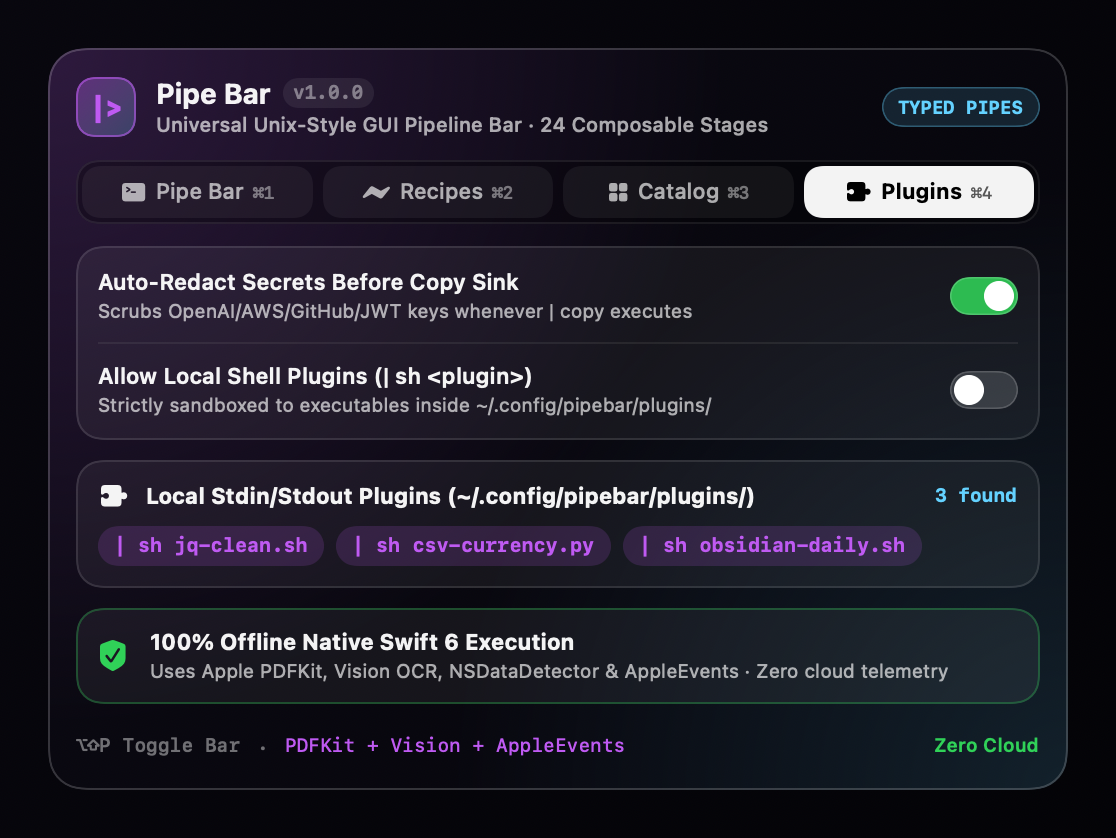 |>
Pipe Bar v1.0.0
Universal Unix-Style GUI Pipeline Bar · 24 Composable Stages
TYPED PIPES
Pipe Bar ⌘1
Recipes ⌘2
Catalog ⌘3
Plugins ⌘4
Auto-Redact Secrets Before Copy Sink
Scrubs OpenAI/AWS/GitHub/JWT keys whenever | copy executes
Allow Local Shell Plugins (| sh <plugin>)
Strictly sandboxed to executables inside ~/.config/pipebar/plugins/
Local Stdin/Stdout Plugins (~/.config/pipebar/plugins/)
3 found
| sh jq-clean.sh
| sh csv-currency.py
| sh obsidian-daily.sh
100% Offline Native Swift 6 Execution
Uses Apple PDFKit, Vision OCR, NSDataDetector & AppleEvents · Zero cloud telemetry
⌥⇧P Toggle Bar · PDFKit + Vision + AppleEvents
Zero Cloud